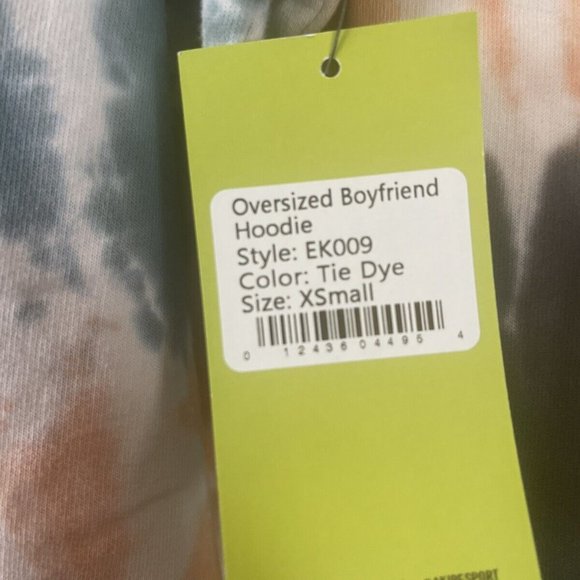 Oversized Boyfriend
Hoodie
Style: EK009
Color: Tie Dye
Size: XSmall
0 12436 04495 4